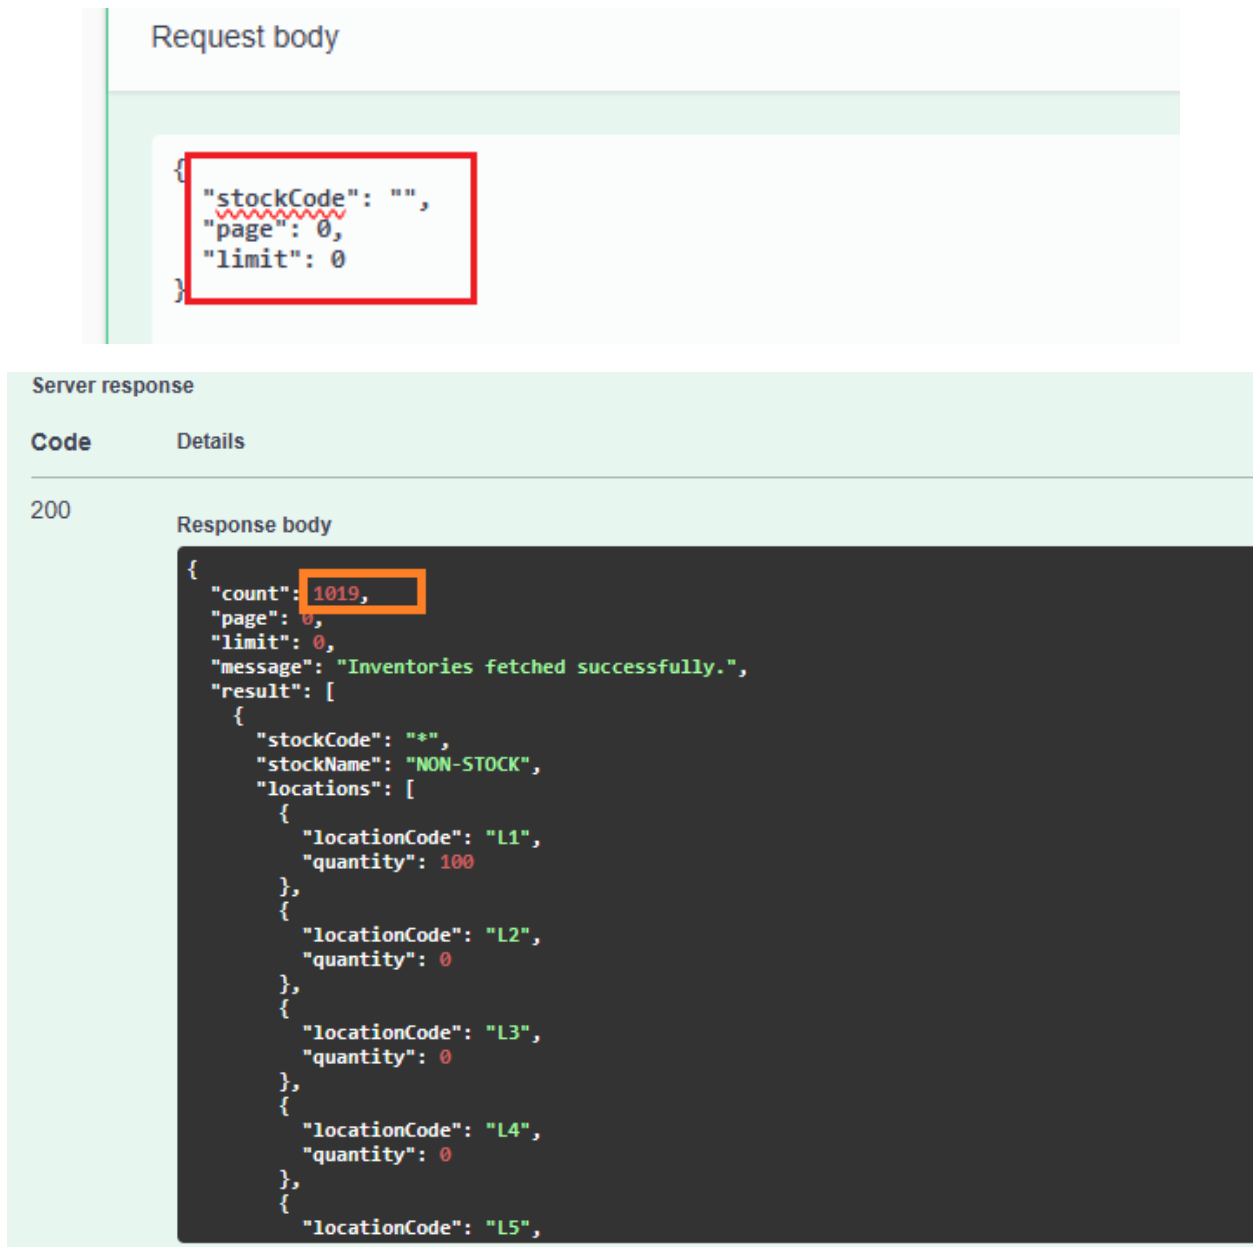 Request body
{
"stockCode": "",
"page": 0,
"limit": 0
}
Server response
Code Details
200
Response body
{
"count": 1019,
"page": 0,
"limit": 0,
"message": "Inventories fetched successfully.",
"result": [
{
"stockCode": "*",
"stockName": "NON-STOCK",
"locations": [
{
"locationCode": "L1",
"quantity": 100
},
{
"locationCode": "L2",
"quantity": 0
},
{
"locationCode": "L3",
"quantity": 0
},
{
"locationCode": "L4",
"quantity": 0
},
{
"locationCode": "L5",